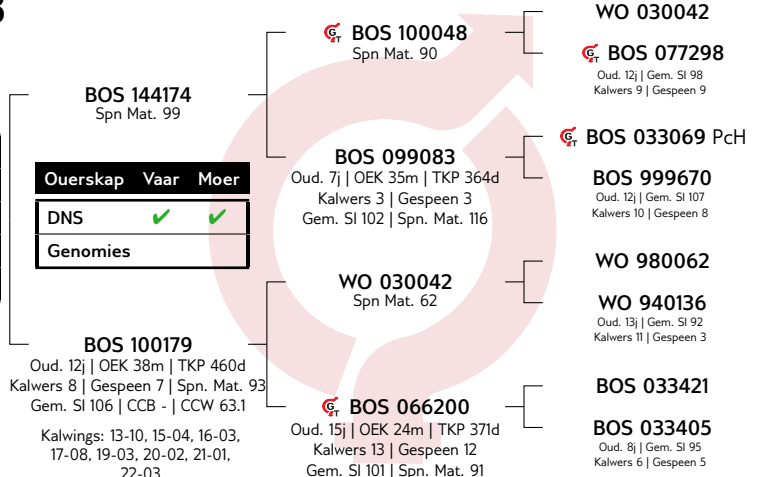 BOS 144174
Spn Mat. 99
Ouerskap Vaar Moer
DNS ✔ ✔
Genomies
BOS 100179
Oud. 12j | OEK 38m | TKP 460d
Kalwers 8 | Gespeen 7 | Spn. Mat. 93
Gem. SI 106 | CCB - | CCW 63.1
Kalwings: 13-10, 15-04, 16-03,
17-08, 19-03, 20-02, 21-01,
22-03
GT BOS 100048
Spn Mat. 90
BOS 099083
Oud. 7j | OEK 35m | TKP 364d
Kalwers 3 | Gespeen 3
Gem. SI 102 | Spn. Mat. 116
WO 030042
Spn Mat. 62
GT BOS 066200
Oud. 15j | OEK 24m | TKP 371d
Kalwers 13 | Gespeen 12
Gem. SI 101 | Spn. Mat. 91
WO 030042
GT BOS 077298
Oud. 12j | Gem. SI 98
Kalwers 9 | Gespeen 9
GT BOS 033069 PcH
BOS 999670
Oud. 12j | Gem. SI 107
Kalwers 10 | Gespeen 8
WO 980062
WO 940136
Oud. 13j | Gem. SI 92
Kalwers 11 | Gespeen 3
BOS 033421
BOS 033405
Oud. 8j | Gem. SI 95
Kalwers 6 | Gespeen 5